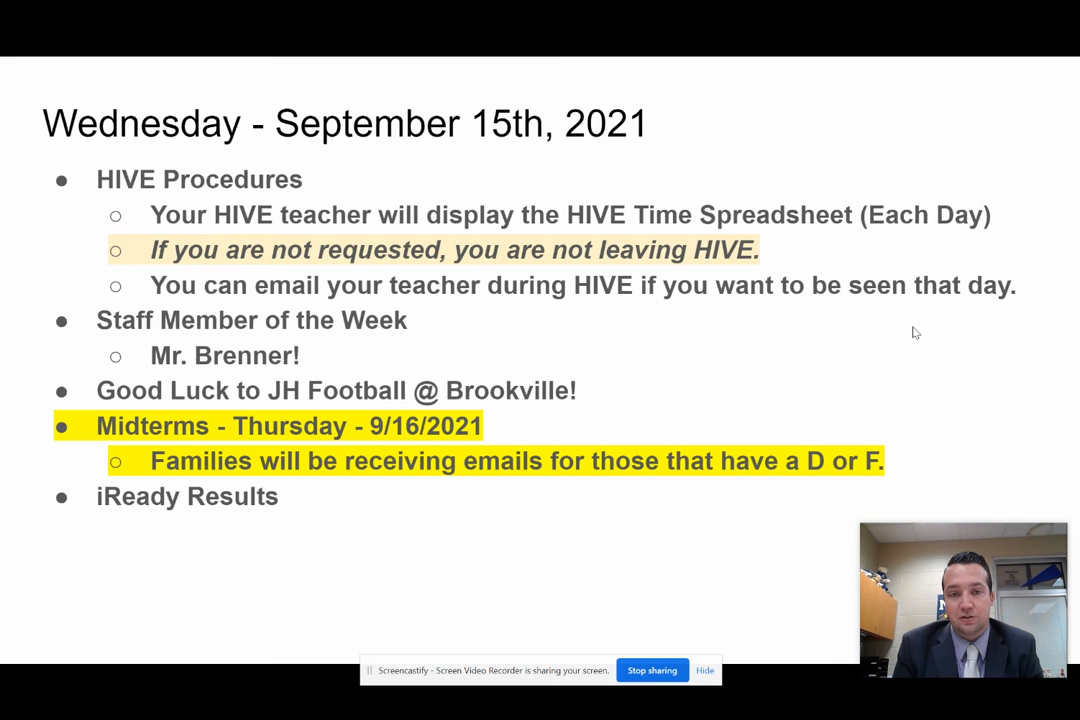 Wednesday - September 15th, 2021
● HIVE Procedures
○ Your HIVE teacher will display the HIVE Time Spreadsheet (Each Day)
○ If you are not requested, you are not leaving HIVE.
○ You can email your teacher during HIVE if you want to be seen that day.
● Staff Member of the Week
○ Mr. Brenner!
● Good Luck to JH Football @ Brookville!
● Midterms - Thursday - 9/16/2021
○ Families will be receiving emails for those that have a D or F.
● iReady Results
Screencastify - Screen Video Recorder is sharing your screen. Stop sharing Hide